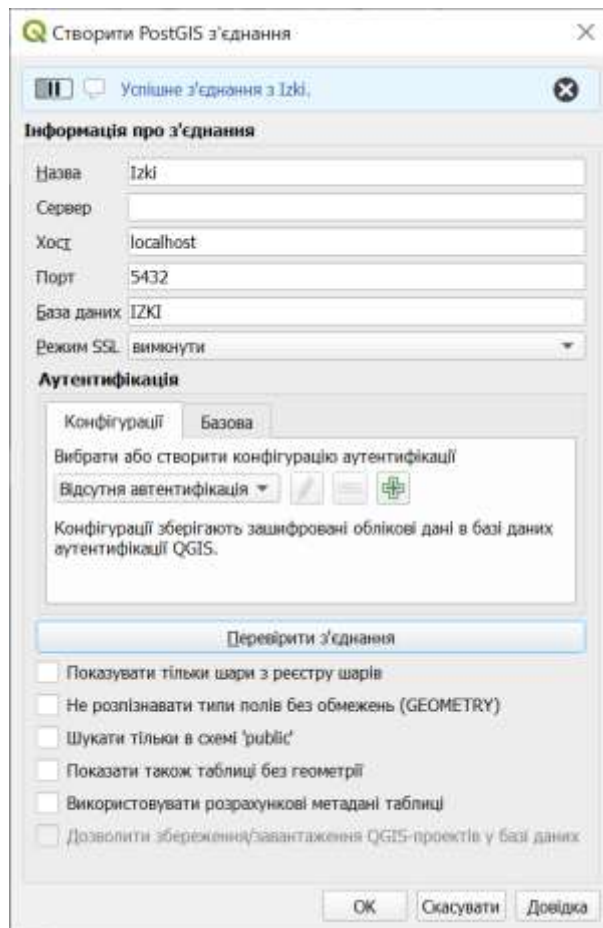 Створити PostGIS з'єднання
Успішне з'єднання з Izki.
Інформація про з'єднання
Назва Izki
Сервер
Хост localhost
Порт 5432
База даних IZKI
Режим SSL вимкнути
Аутентифікація
Конфігурації Базова
Вибрати або створити конфігурацію аутентифікації
Відсутня автентифікація
Конфігурації зберігають зашифровані облікові дані в базі даних
аутентифікації QGIS.
Перевірити з'єднання
Показувати тільки шари з реєстру шарів
Не розпізнавати типи полів без обмежень (GEOMETRY)
Шукати тільки в схемі 'public'
Показати також таблиці без геометрії
Використовувати розрахункові метадані таблиці
Дозволити збереження/завантаження QGIS-проектів у базі даних
OK Скасувати Довідка